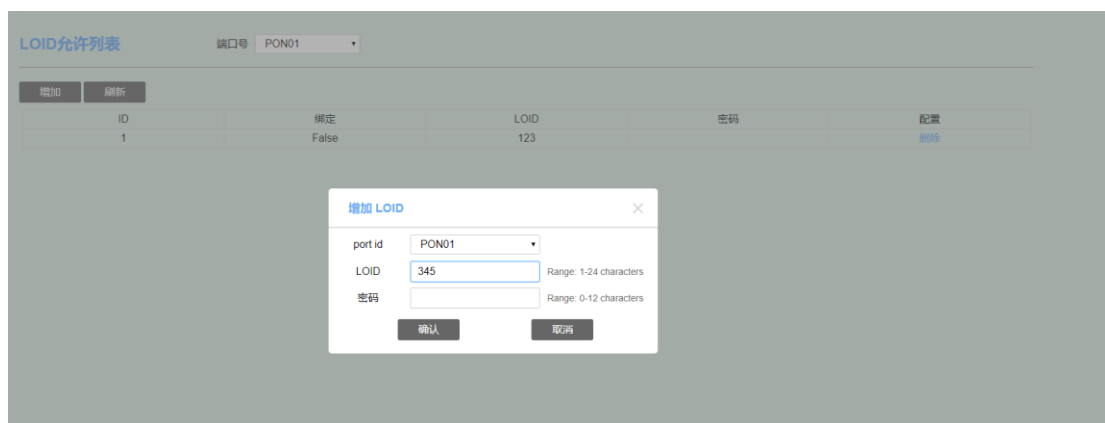 LOID允许列表 端口号 PON01
增加 刷新
ID 绑定 LOID 密码 配置
1 False 123 删除
增加 LOID
port id PON01
LOID 345 Range: 1-24 characters
密码 Range: 0-12 characters
确认 取消